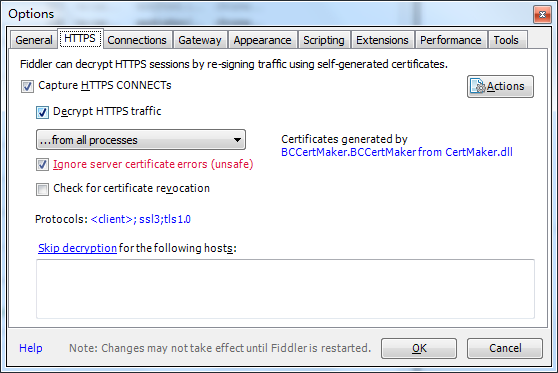 Options
General HTTPS Connections Gateway Appearance Scripting Extensions Performance Tools
Fiddler can decrypt HTTPS sessions by re-signing traffic using self-generated certificates.
Capture HTTPS CONNECTs
Actions
Decrypt HTTPS traffic
...from all processes
Certificates generated by
BCCertMaker.BCCertMaker from CertMaker.dll
Ignore server certificate errors (unsafe)
Check for certificate revocation
Protocols: <client>; ssl3;tls1.0
Skip decryption for the following hosts:
Help Note: Changes may not take effect until Fiddler is restarted. OK Cancel